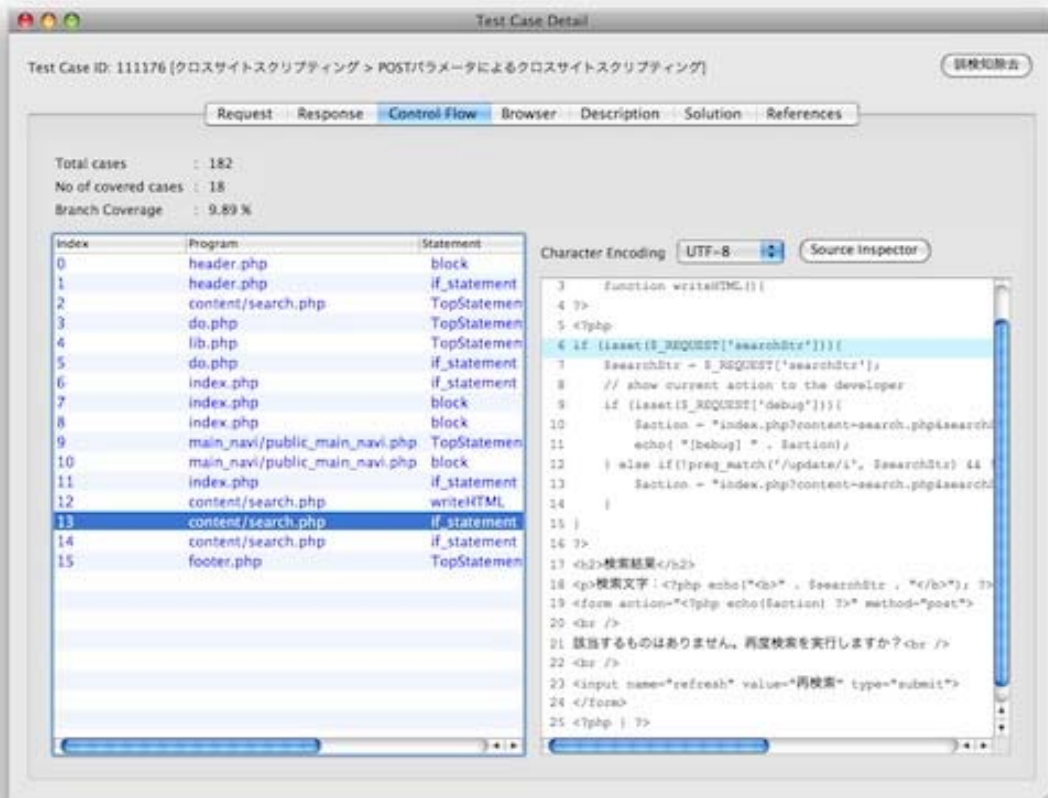 Test Case Detail
Test Case ID: 111176 [クロスサイトスクリプティング > POSTパラメータによるクロスサイトスクリプティング]
誤検知除去
Request Response Control Flow Browser Description Solution References
Total cases : 182
No of covered cases : 18
Branch Coverage : 9.89 %
Index Program Statement
0 header.php block
1 header.php if_statement
2 content/search.php TopStatemen
3 do.php TopStatemen
4 lib.php TopStatemen
5 do.php if_statement
6 index.php if_statement
7 index.php block
8 index.php block
9 main_navi/public_main_navi.php TopStatemen
10 main_navi/public_main_navi.php block
11 index.php if_statement
12 content/search.php writeHTML
13 content/search.php if_statement
14 content/search.php if_statement
15 footer.php TopStatemen
Character Encoding UTF-8 Source Inspector
3 function writeHTML(){
4 ?>
5 <?php
6 if (isset($_REQUEST['searchStr'])){
7 $searchStr = $_REQUEST['searchStr'];
8 // show current action to the developer
9 if (isset($_REQUEST['debug'])){
10 $action = "index.php?content=search.php&search
11 echo( "[debug] " . $action);
12 } else if(!preg_match('/update/i', $searchStr) &&
13 $action = "index.php?content=search.php&search
14 }
15 }
16 ?>
17 <h2>検索結果</h2>
18 <p>検索文字：<?php echo("<b>" . $searchStr . "</b>"); ?>
19 <form action="<?php echo($action) ?>" method="post">
20 <br />
21 該当するものはありません。再度検索を実行しますか？<br />
22 <br />
23 <input name="refresh" value="再検索" type="submit">
24 </form>
25 <?php } ?>